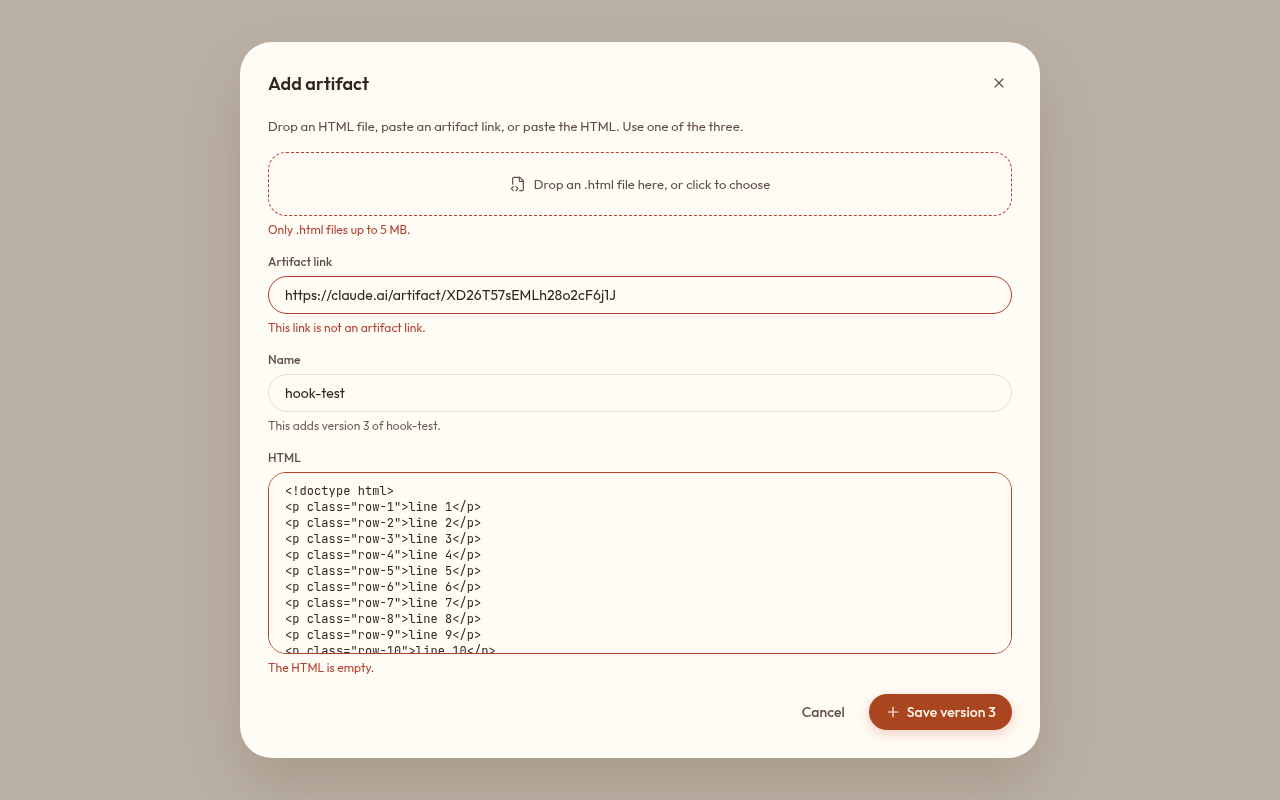 Add artifact
Drop an HTML file, paste an artifact link, or paste the HTML. Use one of the three.
Drop an .html file here, or click to choose
Only .html files up to 5 MB.
Artifact link
https://claude.ai/artifact/XD26T57sEMLh28o2cF6j1J
This link is not an artifact link.
Name
hook-test
This adds version 3 of hook-test.
HTML
<!doctype html>
<p class="row-1">line 1</p>
<p class="row-2">line 2</p>
<p class="row-3">line 3</p>
<p class="row-4">line 4</p>
<p class="row-5">line 5</p>
<p class="row-6">line 6</p>
<p class="row-7">line 7</p>
<p class="row-8">line 8</p>
<p class="row-9">line 9</p>
<p class="row-10">line 10</p>
The HTML is empty.
Cancel
Save version 3